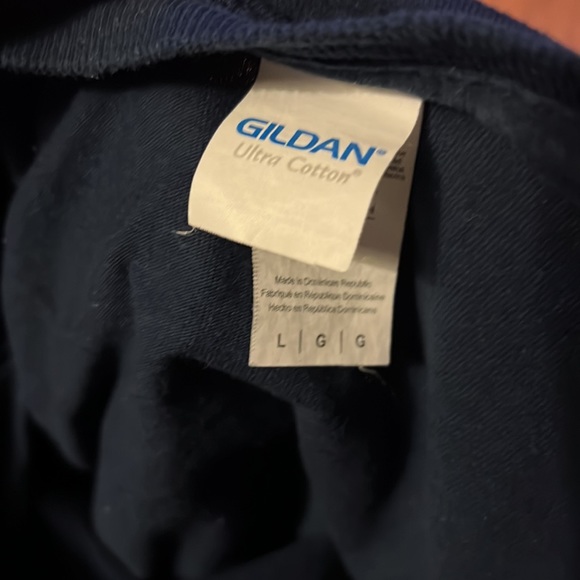 GILDAN®
Ultra Cotton®
Made in Dominican Republic
Fabriqué en République Dominicaine
Hecho en República Dominicana
L | G | G